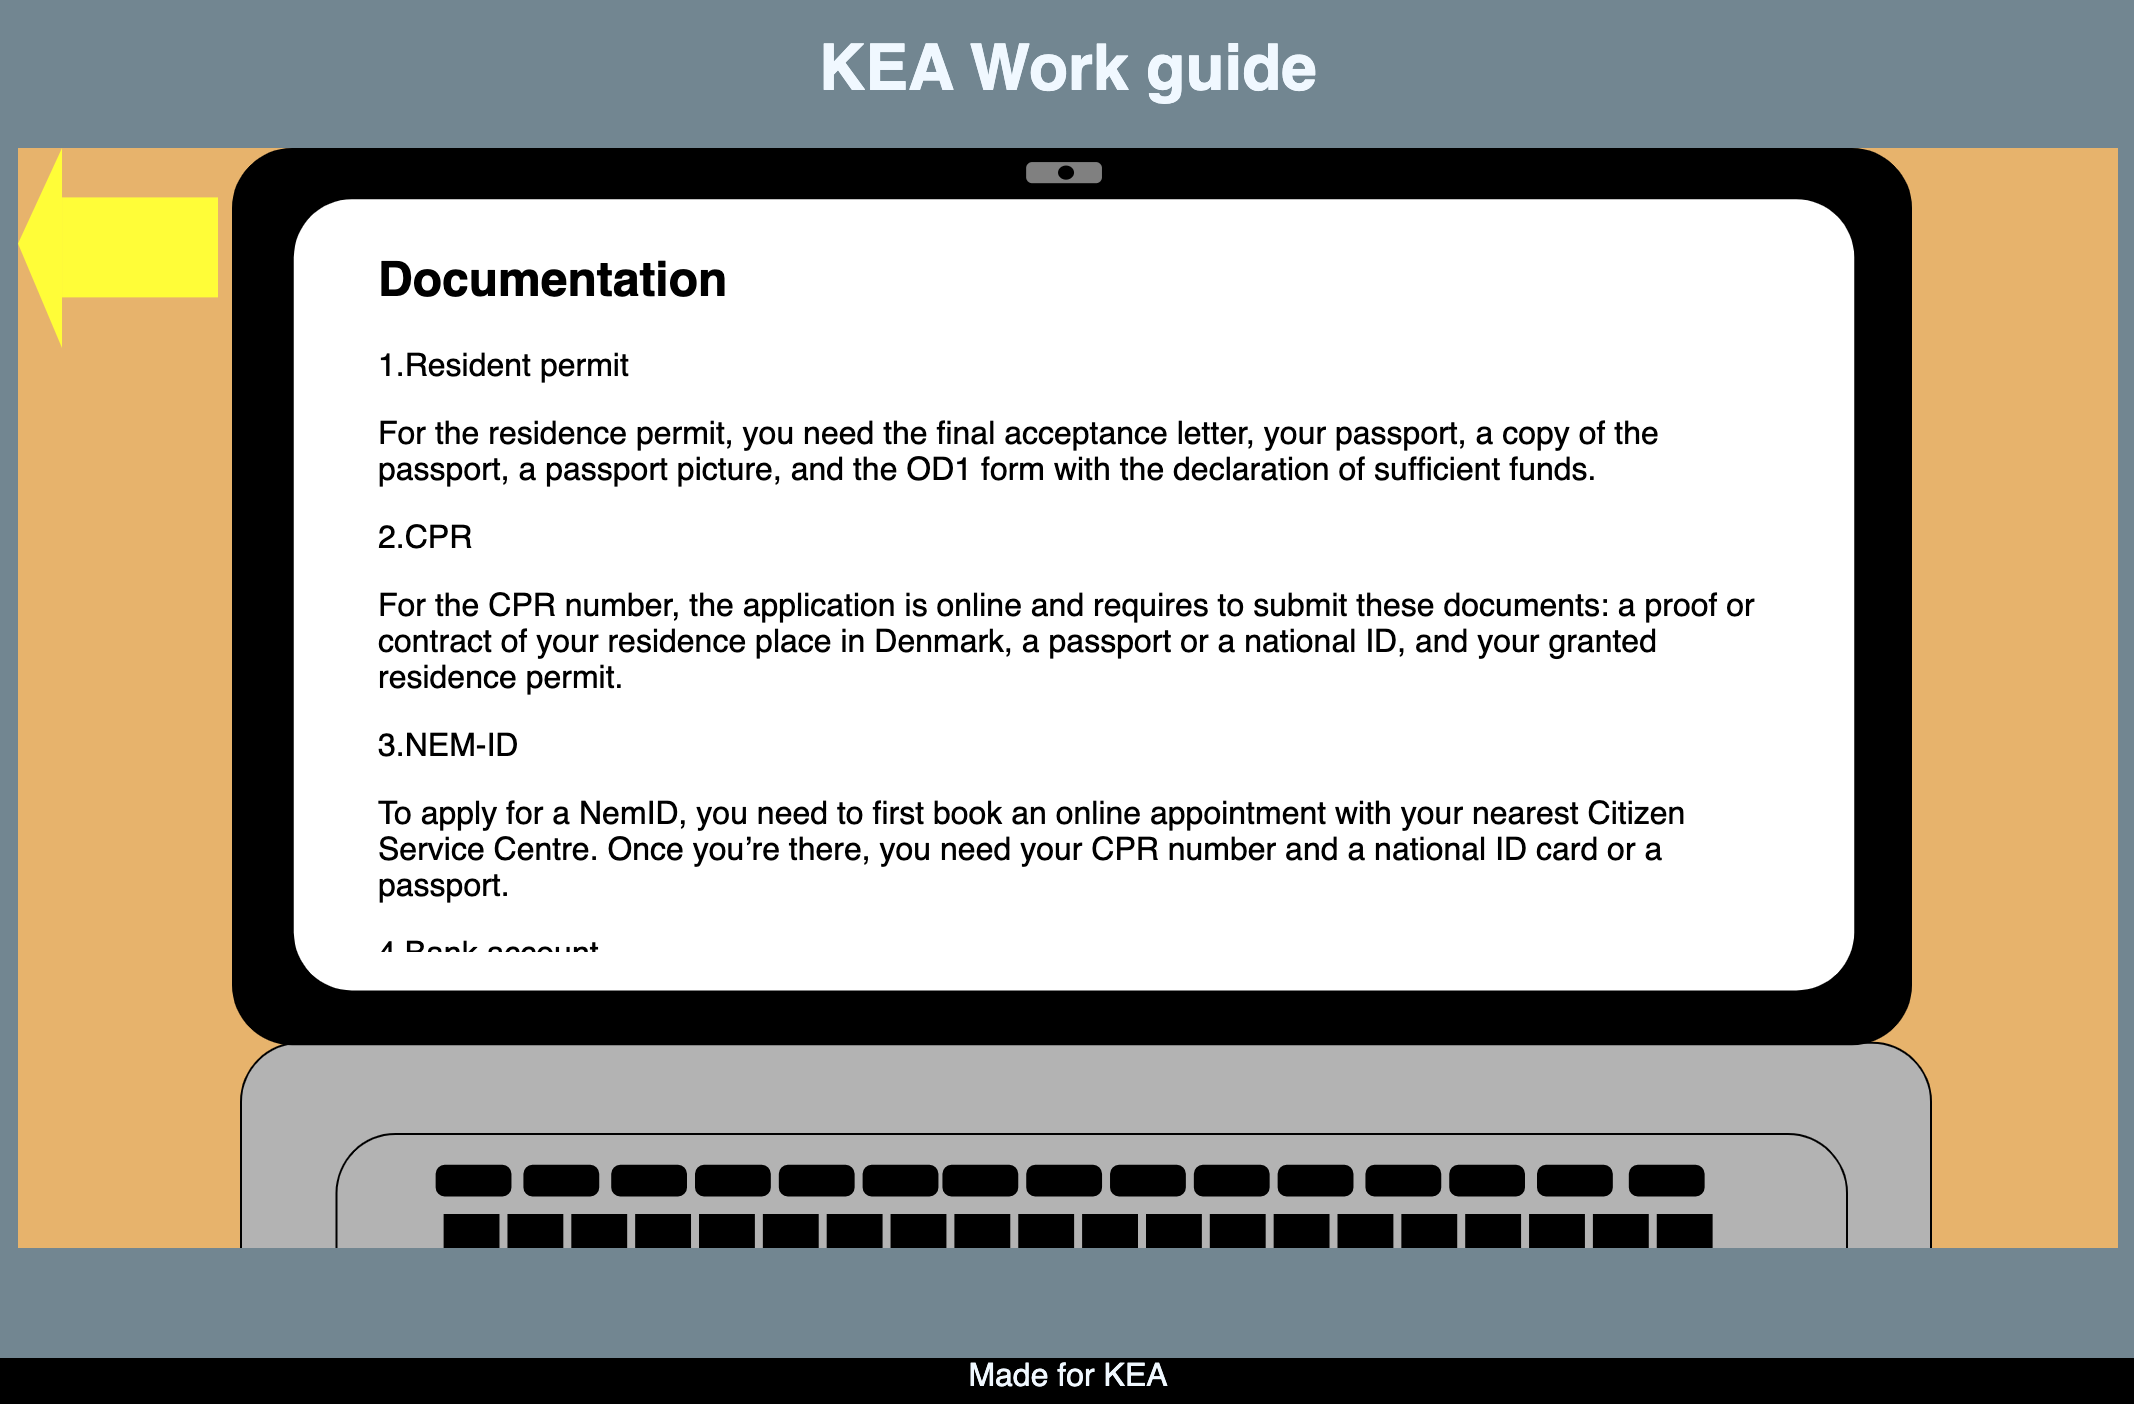 KEA Work guide
Documentation
1.Resident permit
For the residence permit, you need the final acceptance letter, your passport, a copy of the
passport, a passport picture, and the OD1 form with the declaration of sufficient funds.
2.CPR
For the CPR number, the application is online and requires to submit these documents: a proof or
contract of your residence place in Denmark, a passport or a national ID, and your granted
residence permit.
3.NEM-ID
To apply for a NemID, you need to first book an online appointment with your nearest Citizen
Service Centre. Once you’re there, you need your CPR number and a national ID card or a
passport.
4.Bank account
Made for KEA